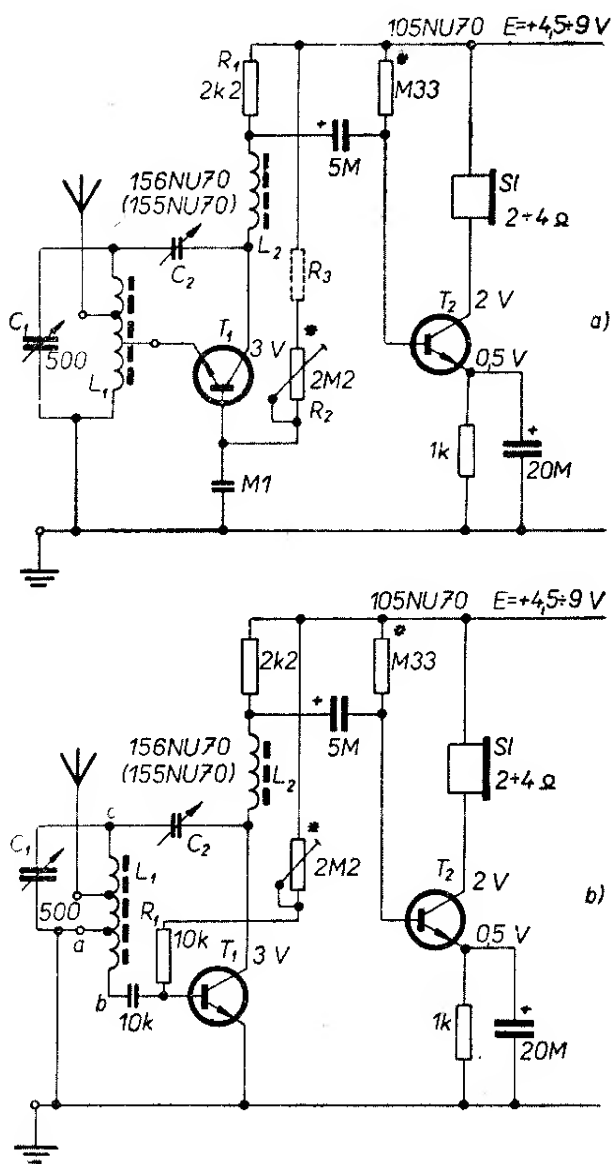 105NU70 E=+4,5÷9 V
R1
2k2
*
M33
+
5M
156NU70
(155NU70)
L2
Sl
2÷4 Ω
C2
R3
C1
500
L1
T1
3 V
T2
2 V
a)
*
2M2
R2
0,5 V
M1
1k
+
20M
105NU70 E=+4,5÷9 V
2k2
*
M33
+
5M
156NU70
(155NU70)
L2
Sl
2÷4 Ω
c
C2
C1
500
L1
*
2M2
T2
2 V
b)
a
R1
10k
T1
3 V
0,5 V
b
10k
1k
+
20M